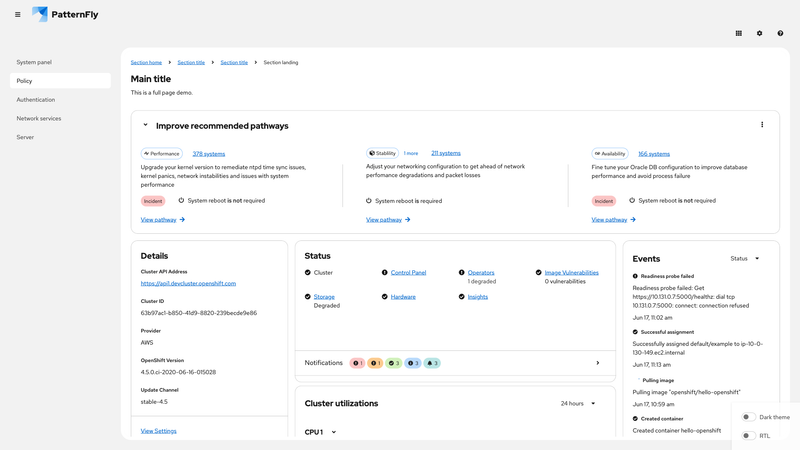 PatternFly
System panel
Policy
Authentication
Network services
Server
Section home
Section title
Section title
Section landing
Main title
This is a full page demo.
Improve recommended pathways
Performance
378 systems
Upgrade your kernel version to remediate ntpd time sync issues,
kernel panics, network instabilities and issues with system
performance
Incident
System reboot is not required
View pathway
Stability
1 more
211 systems
Adjust your networking configuration to get ahead of network
perfomance degradations and packet losses
System reboot is required
View pathway
Availability
166 systems
Fine tune your Oracle DB configuration to improve database
performance and avoid process failure
Incident
System reboot is not required
View pathway
Details
Cluster API Address
https://api1.devcluster.openshift.com
Cluster ID
63b97ac1-b850-41d9-8820-239becde9e86
Provider
AWS
OpenShift Version
4.5.0.ci-2020-06-16-015028
Update Channel
stable-4.5
View Settings
Status
Cluster
Control Panel
Operators
1 degraded
Image Vulnerabilities
0 vulnerabilities
Storage
Degraded
Hardware
Insights
Notifications
1
1
3
3
3
Cluster utilizations
24 hours
CPU 1
Events
Status
Readiness probe failed
Readiness probe failed: Get
https://10.131.0.7:5000/healthz: dial tcp
10.131.0.7:5000: connect: connection refused
Jun 17, 11:02 am
Successful assignment
Successfully assigned default/example to ip-10-0-
130-149.ec2.internal
Jun 17, 11:13 am
Pulling image
Pulling image "openshift/hello-openshift"
Jun 17, 10:59 am
Created container
Created container hello-openshift
Dark theme
RTL